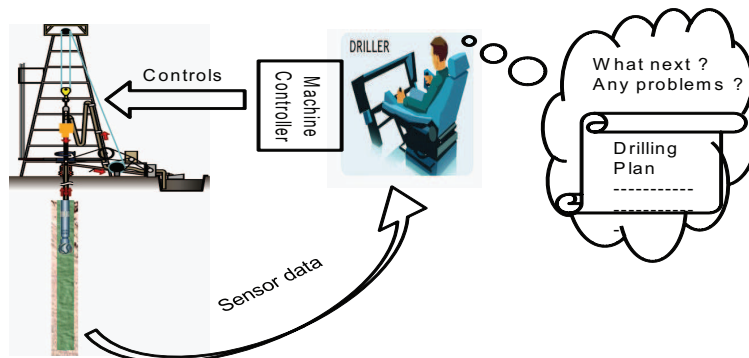 Controls
Machine
Controller
DRILLER
What next ?
Any problems ?
Drilling
Plan
-----------
-----------
-
Sensor data